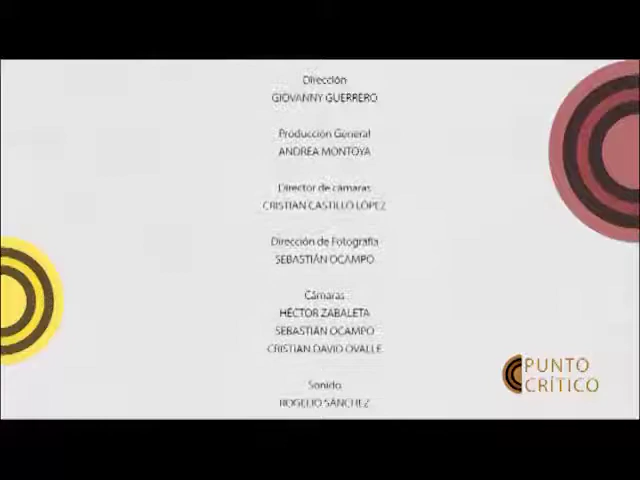 Dirección
GIOVANNY GUERRERO
Producción General
ANDREA MONTOYA
Director de cámaras
CRISTIAN CASTILLO LÓPEZ
Dirección de Fotografía
SEBASTIÁN OCAMPO
Cámaras
HÉCTOR ZABALETA
SEBASTIÁN OCAMPO
CRISTIAN DAVID OVALLE
Sonido
ROGELIO SÁNCHEZ
PUNTO
CRÍTICO